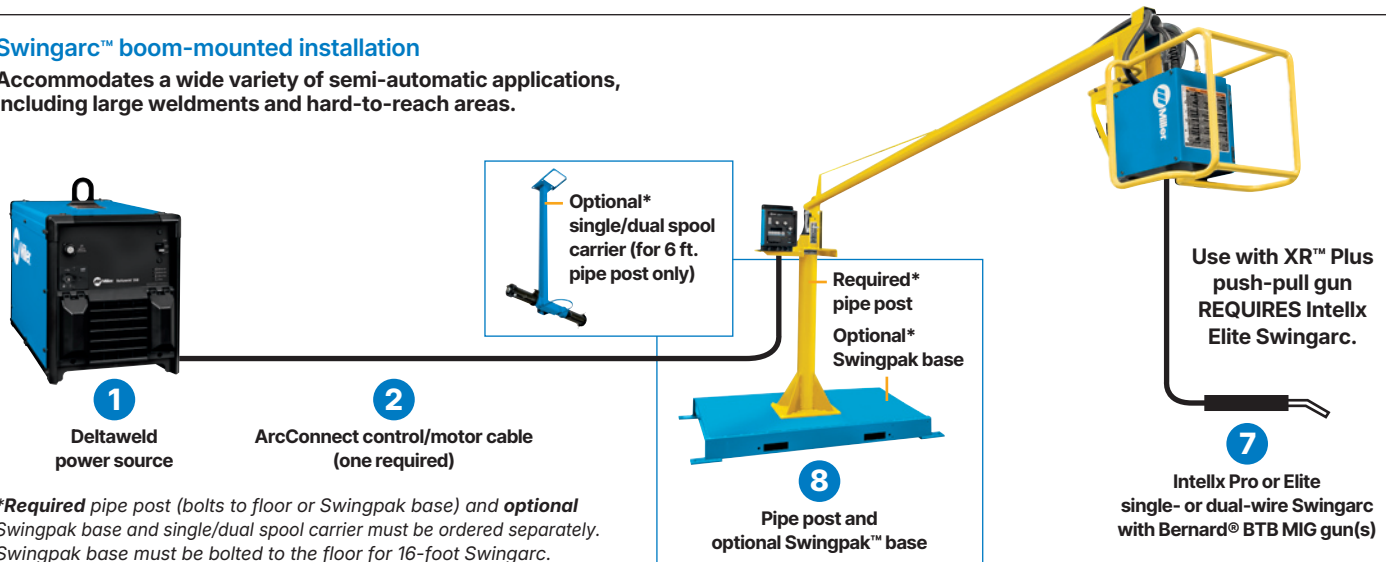 Swingarc™ boom-mounted installation
Accommodates a wide variety of semi-automatic applications,
including large weldments and hard-to-reach areas.
Optional*
single/dual spool
carrier (for 6 ft.
pipe post only)
Required*
pipe post
Optional*
Swingpak base
Miller
Use with XR™ Plus
push-pull gun
REQUIRES Intellx
Elite Swingarc.
Miller
Miller
1
Deltaweld
power source
2
ArcConnect control/motor cable
(one required)
8
Pipe post and
optional Swingpak™ base
7
Intellx Pro or Elite
single- or dual-wire Swingarc
with Bernard® BTB MIG gun(s)
*Required pipe post (bolts to floor or Swingpak base) and optional
Swingpak base and single/dual spool carrier must be ordered separately.
Swingpak base must be bolted to the floor for 16-foot Swingarc.